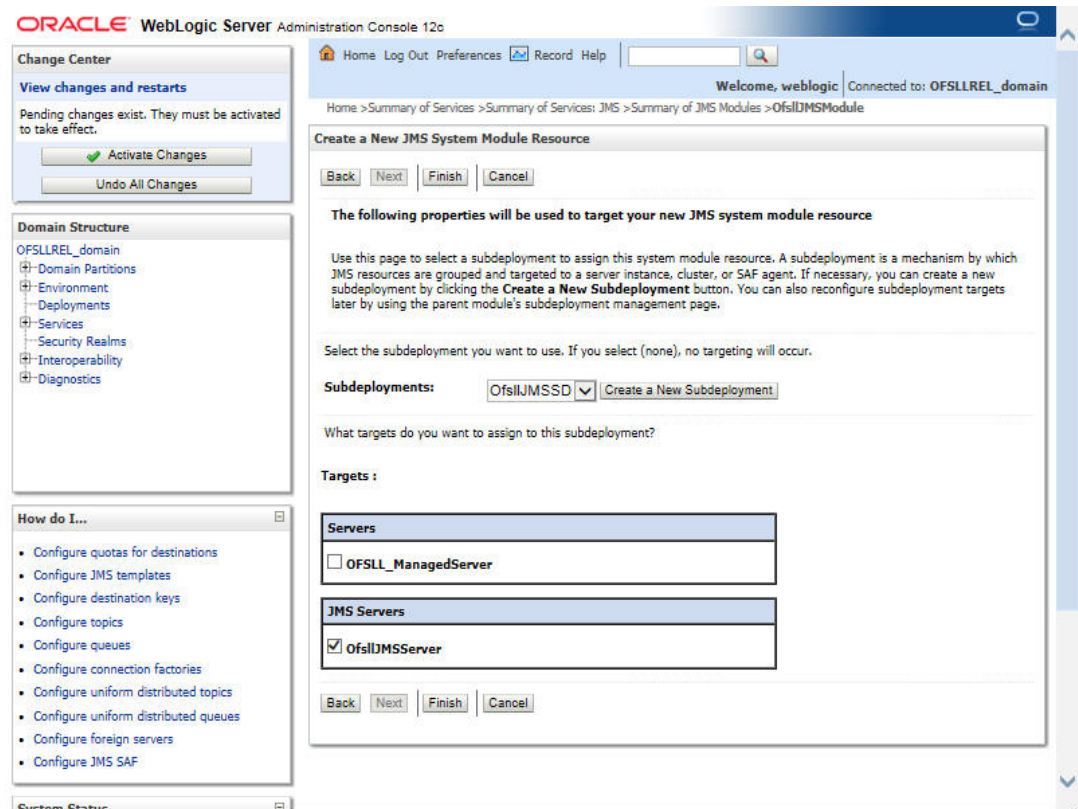 ORACLE WebLogic Server Administration Console 12c
Change Center
View changes and restarts
Pending changes exist. They must be activated
to take effect.
Activate Changes
Undo All Changes
Domain Structure
OFSLLREL_domain
Domain Partitions
Environment
Deployments
Services
Security Realms
Interoperability
Diagnostics
How do I...
Configure quotas for destinations
Configure JMS templates
Configure destination keys
Configure topics
Configure queues
Configure connection factories
Configure uniform distributed topics
Configure uniform distributed queues
Configure foreign servers
Configure JMS SAF
System Status
Home Log Out Preferences Record Help
Welcome, weblogic Connected to: OFSLLREL_domain
Home >Summary of Services >Summary of Services: JMS >Summary of JMS Modules >OfsllJMSModule
Create a New JMS System Module Resource
Back Next Finish Cancel
The following properties will be used to target your new JMS system module resource
Use this page to select a subdeployment to assign this system module resource. A subdeployment is a mechanism by which
JMS resources are grouped and targeted to a server instance, cluster, or SAF agent. If necessary, you can create a new
subdeployment by clicking the Create a New Subdeployment button. You can also reconfigure subdeployment targets
later by using the parent module's subdeployment management page.
Select the subdeployment you want to use. If you select (none), no targeting will occur.
Subdeployments: OfsllJMSSD Create a New Subdeployment
What targets do you want to assign to this subdeployment?
Targets :
Servers
OFSLL_ManagedServer
JMS Servers
OfsllJMSServer
Back Next Finish Cancel